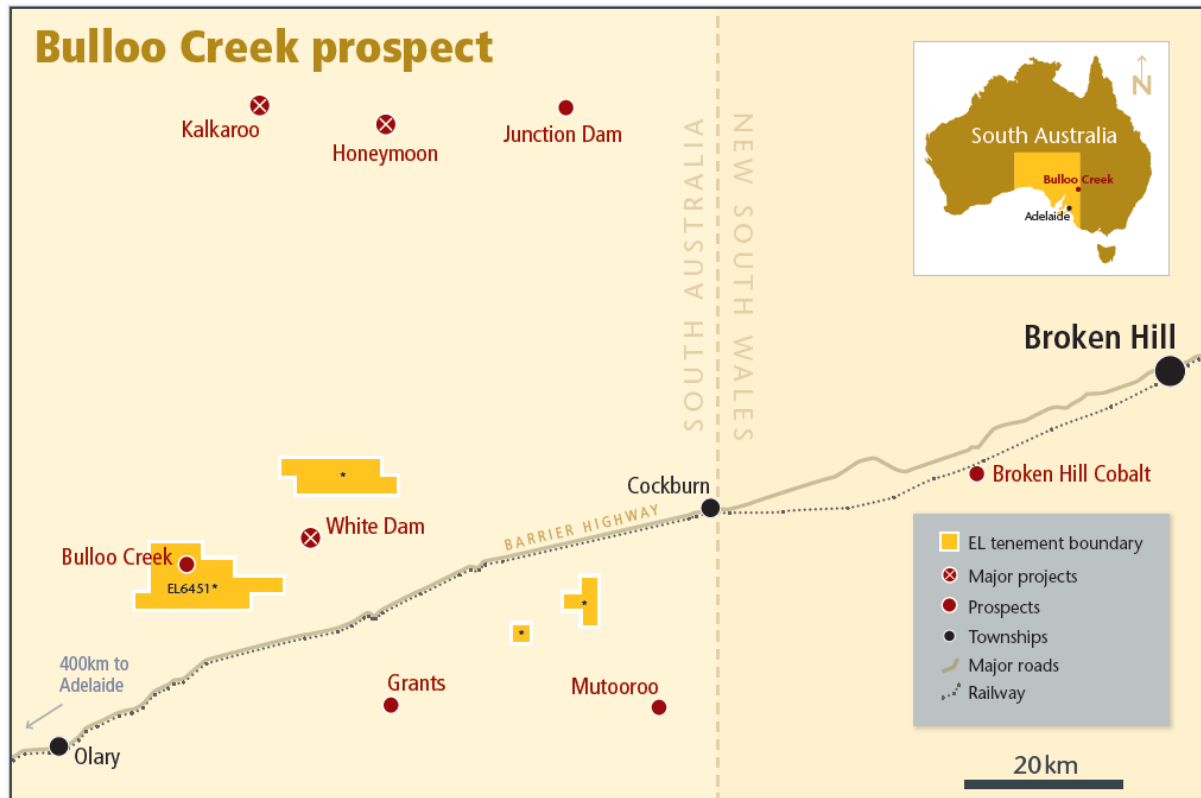 Bulloo Creek prospect
Kalkaroo
Honeymoon
Junction Dam
SOUTH AUSTRALIA
NEW SOUTH WALES
N
South Australia
Bulloo Creek
Adelaide
Broken Hill
Broken Hill Cobalt
Cockburn
BARRIER HIGHWAY
*
White Dam
Bulloo Creek
EL6451*
*
*
400km to
Adelaide
Grants
Mutooroo
Olary
EL tenement boundary
Major projects
Prospects
Townships
Major roads
Railway
20 km